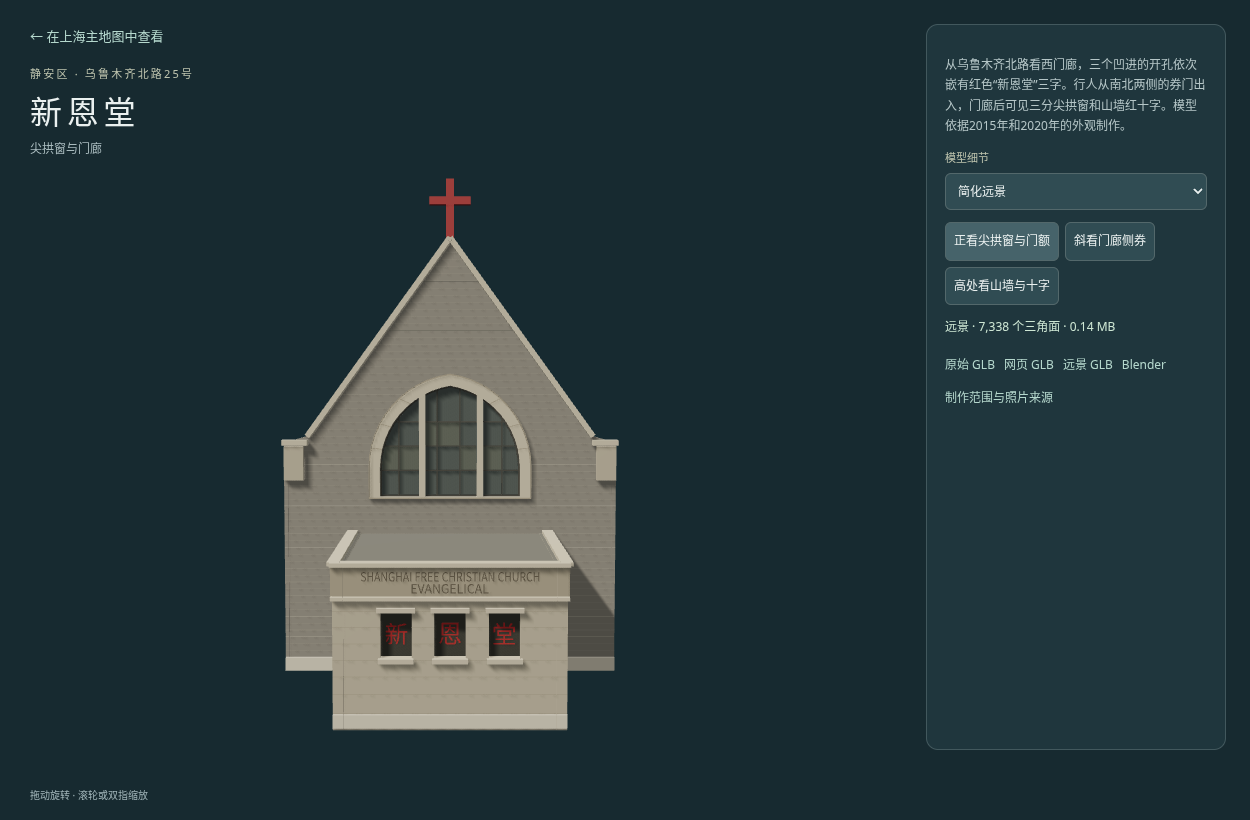 ← 在上海主地图中查看
静安区 · 乌鲁木齐北路25号
新恩堂
尖拱窗与门廊
SHANGHAI FREE CHRISTIAN CHURCH
EVANGELICAL
新 恩 堂
拖动旋转 · 滚轮或双指缩放
从乌鲁木齐北路看西门廊，三个凹进的开孔依次
嵌有红色“新恩堂”三字。行人从南北两侧的券门出
入，门廊后可见三分尖拱窗和山墙红十字。模型
依据2015年和2020年的外观制作。
模型细节
简化远景
正看尖拱窗与门额 斜看门廊侧券
高处看山墙与十字
远景 · 7,338 个三角面 · 0.14 MB
原始 GLB 网页 GLB 远景 GLB Blender
制作范围与照片来源